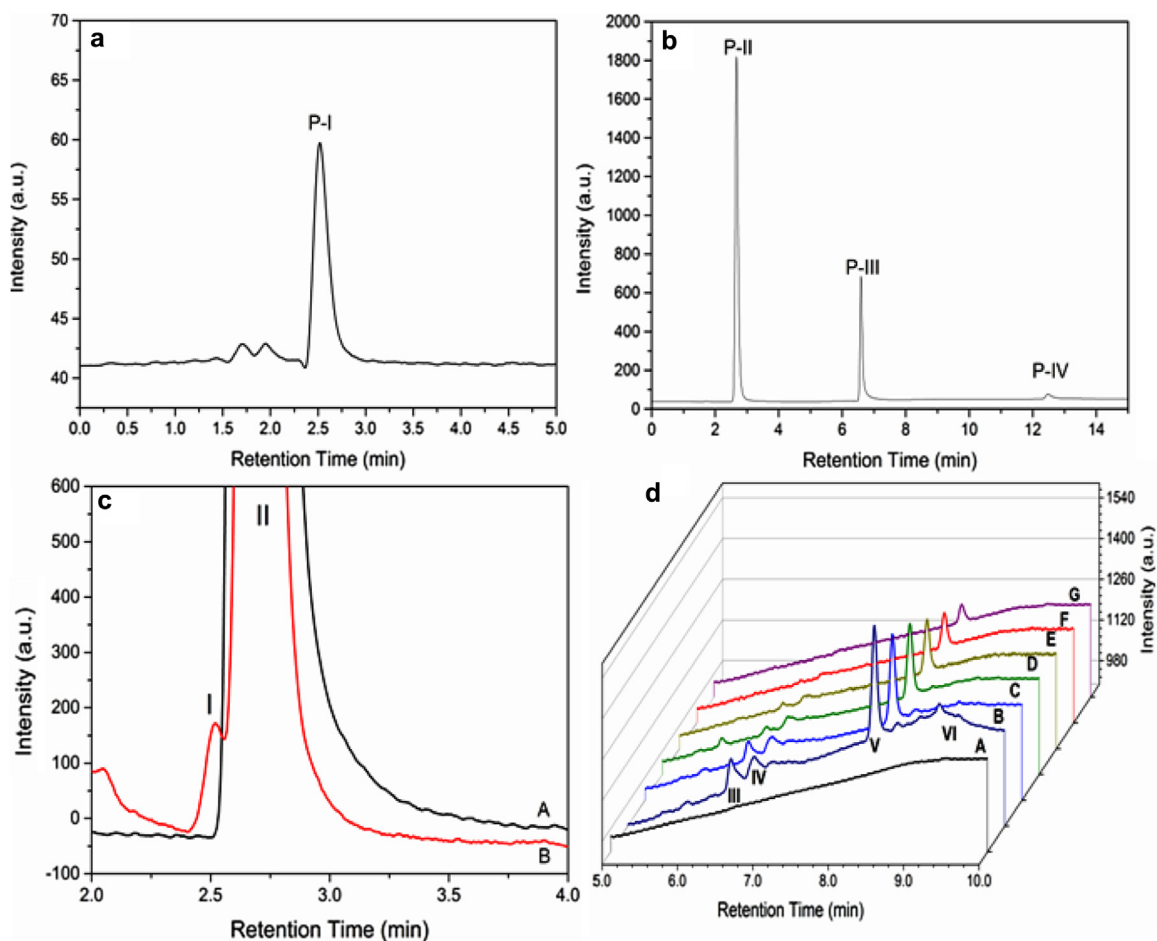 a
70
65
60
55
50
45
40
P-I
Intensity (a.u.)
0.0 0.5 1.0 1.5 2.0 2.5 3.0 3.5 4.0 4.5 5.0
Retention Time (min)
b
2000
1800
1600
1400
1200
1000
800
600
400
200
0
P-II
P-III
P-IV
Intensity (a.u.)
0 2 4 6 8 10 12 14
Retention Time (min)
c
600
500
400
300
200
100
0
-100
I
II
A
B
Intensity (a.u.)
2.0 2.5 3.0 3.5 4.0
Retention Time (min)
d
1540
1400
1260
1120
980
Intensity (a.u.)
G
F
E
D
C
B
A
III
IV
V
VI
5.0 6.0 7.0 8.0 9.0 10.0
Retention Time (min)